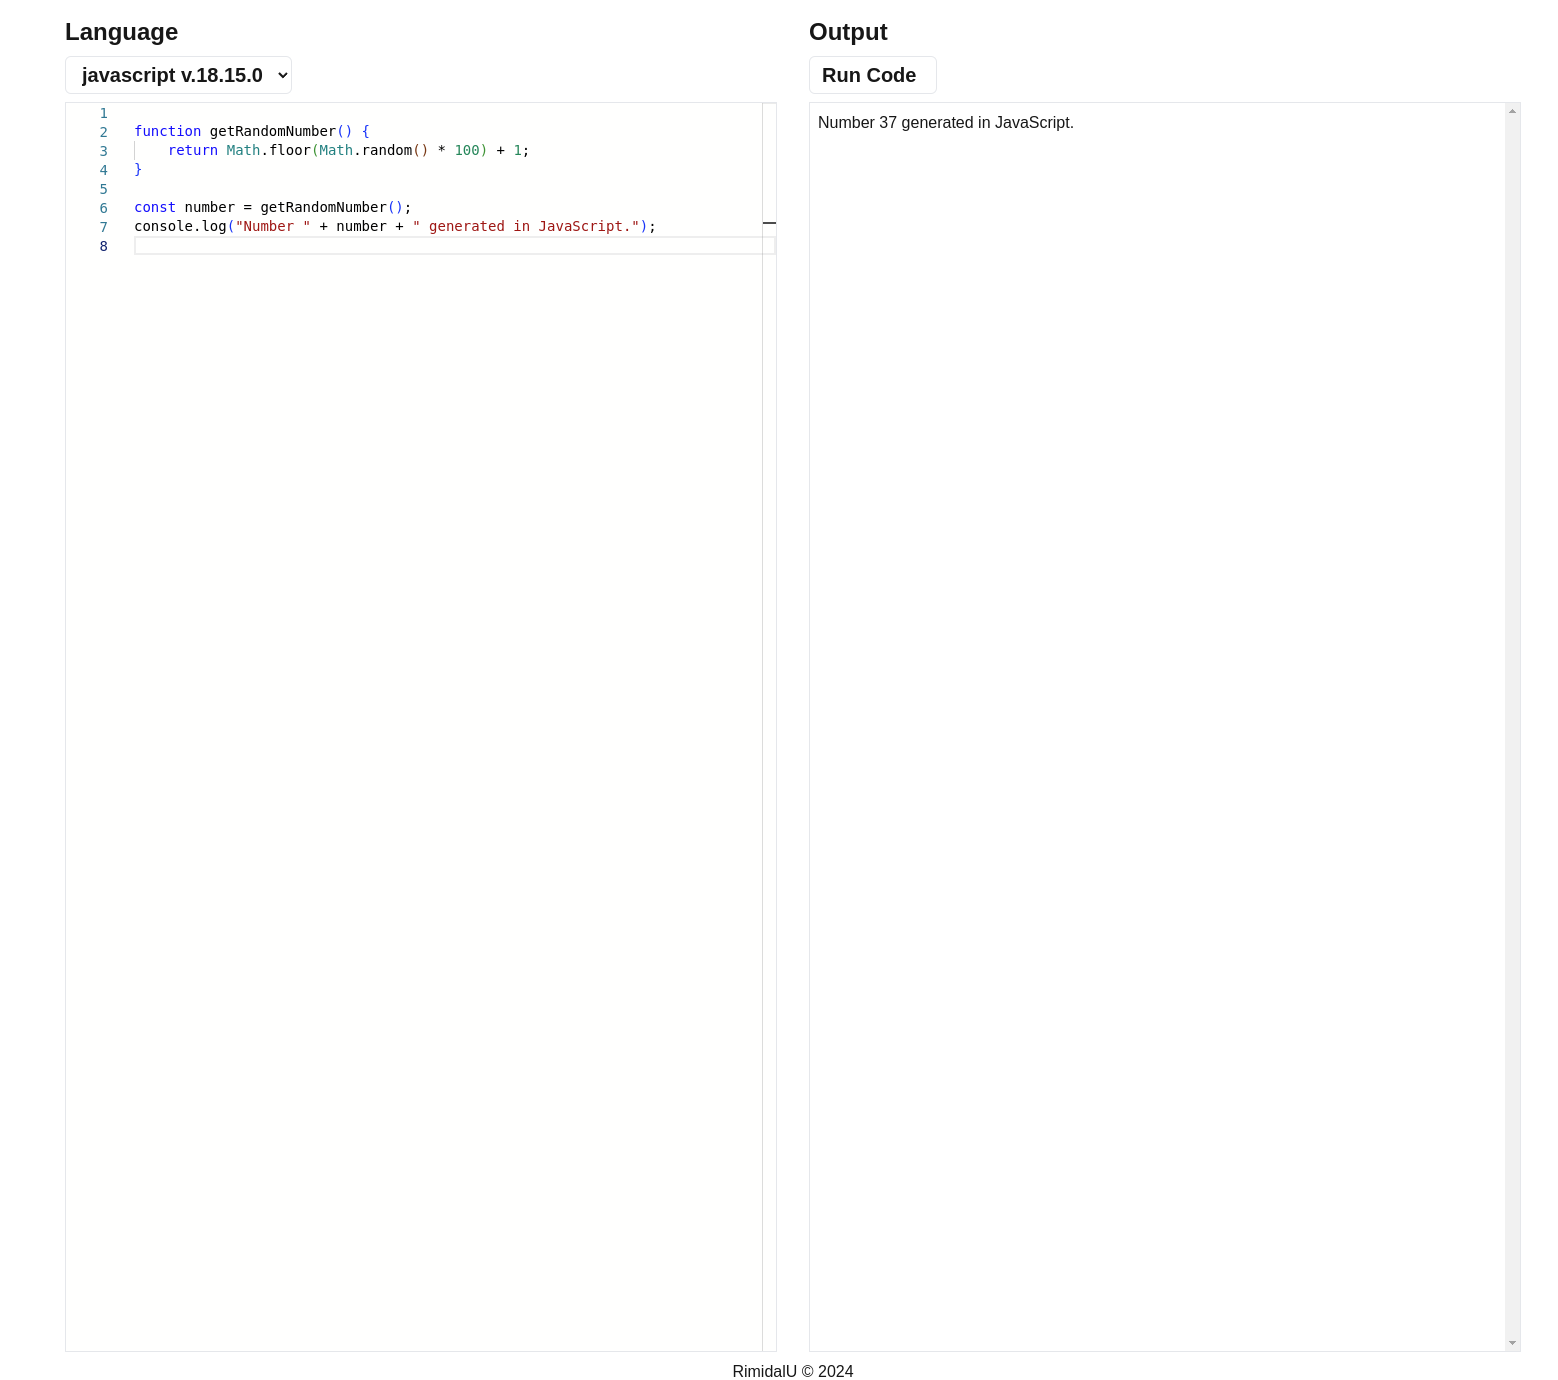 Language
javascript v.18.15.0
1
2 function getRandomNumber() {
3     return Math.floor(Math.random() * 100) + 1;
4 }
5
6 const number = getRandomNumber();
7 console.log("Number " + number + " generated in JavaScript.");
8
Output
Run Code
Number 37 generated in JavaScript.
RimidalU © 2024